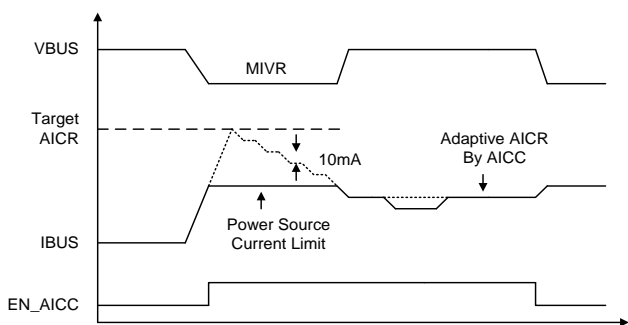 VBUS
MIVR
Target
AICR
10mA
Adaptive AICR
By AICC
Power Source
Current Limit
IBUS
EN_AICC